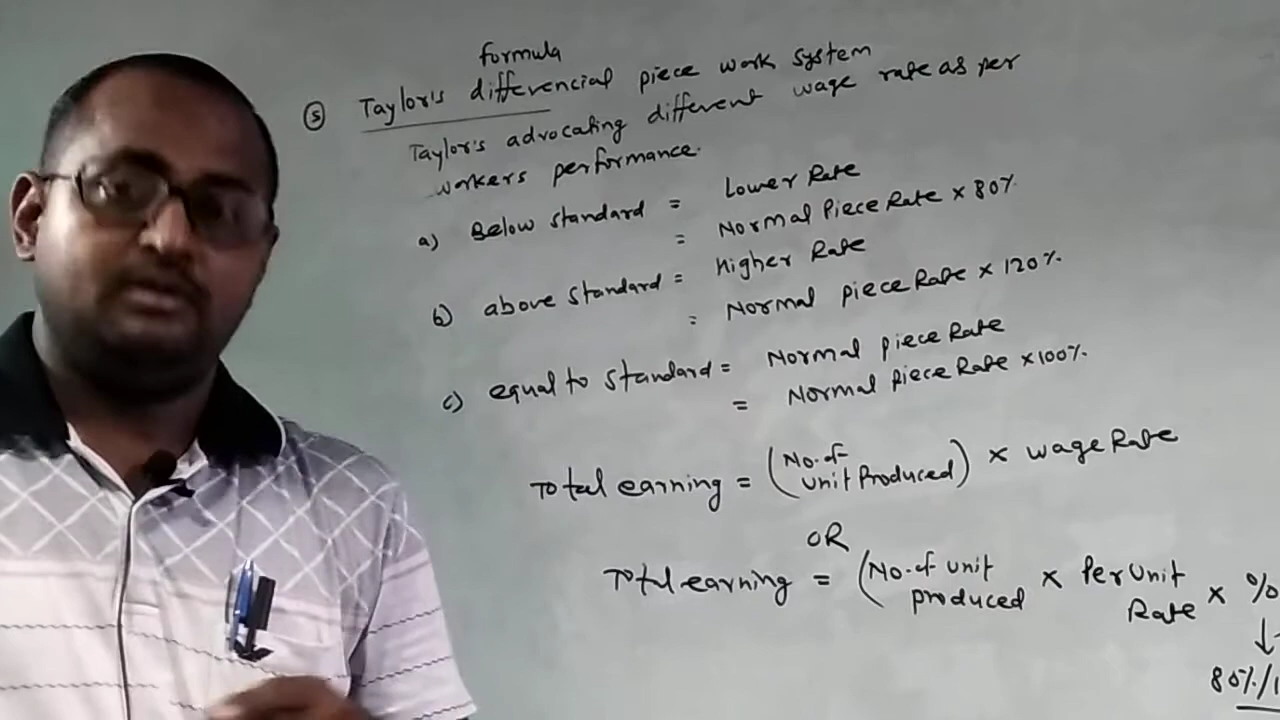 formula
⑤ Taylor's differencial piece work system
Taylor's advocating different wage rate as per
workers performance.
a) Below standard = Lower Rate
= Normal Piece Rate × 80%
b) above standard = Higher Rate
= Normal piece Rate × 120%
c) equal to standard = Normal piece Rate
= Normal piece Rate ×100%
Total earning = (No. of unit Produced) × wage Rate
OR
Totel earning = (No. of unit produced × Per Unit Rate × %
↓
80%/1